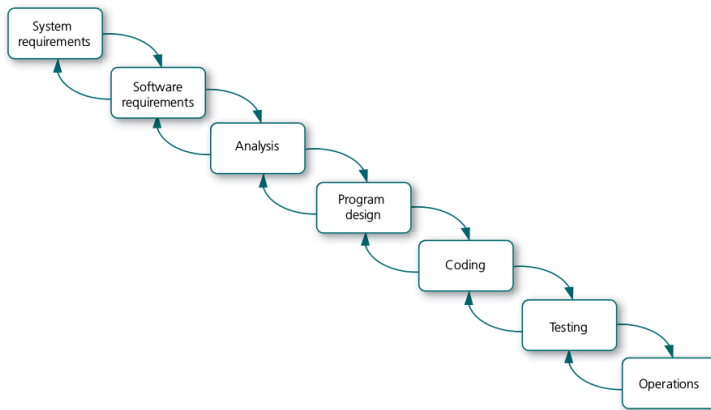 System
requirements
Software
requirements
Analysis
Program
design
Coding
Testing
Operations